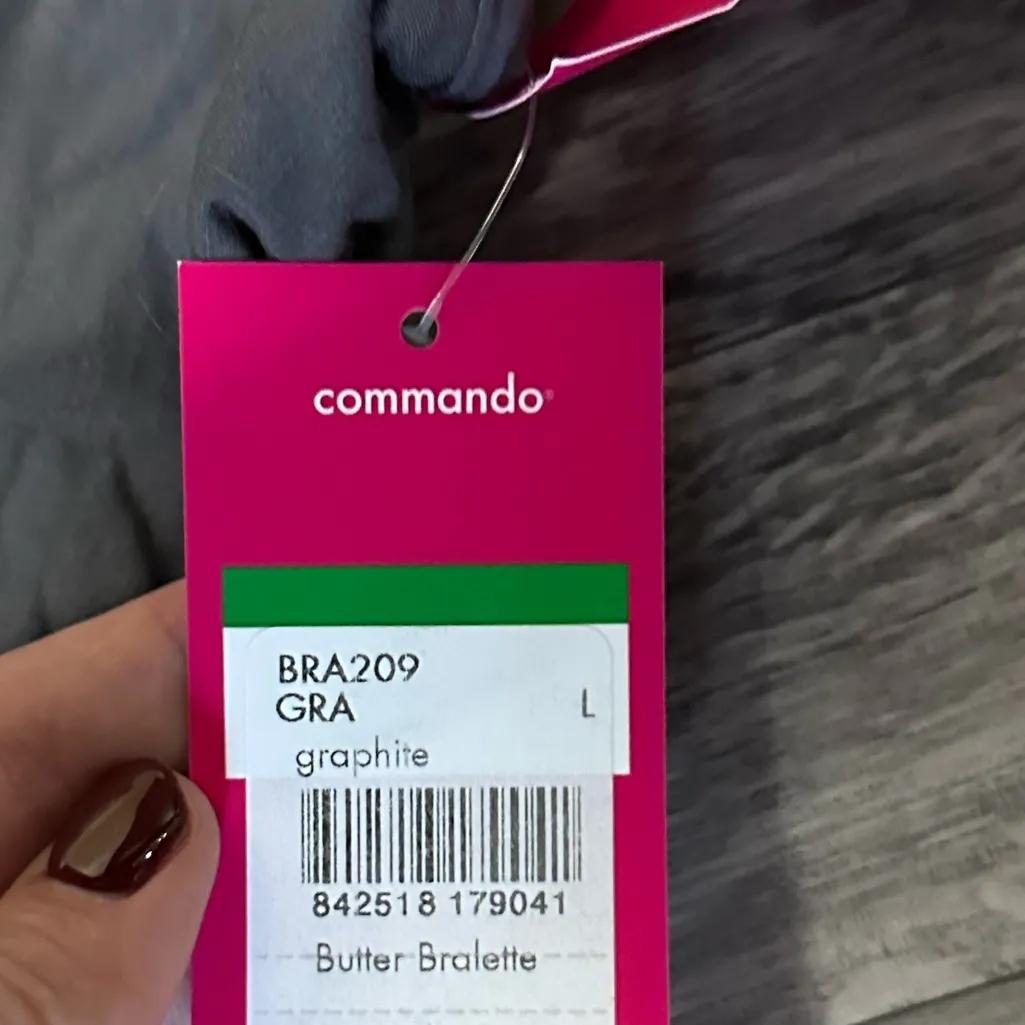 commando
BRA209
GRA L
graphite
842518 179041
Butter Bralette